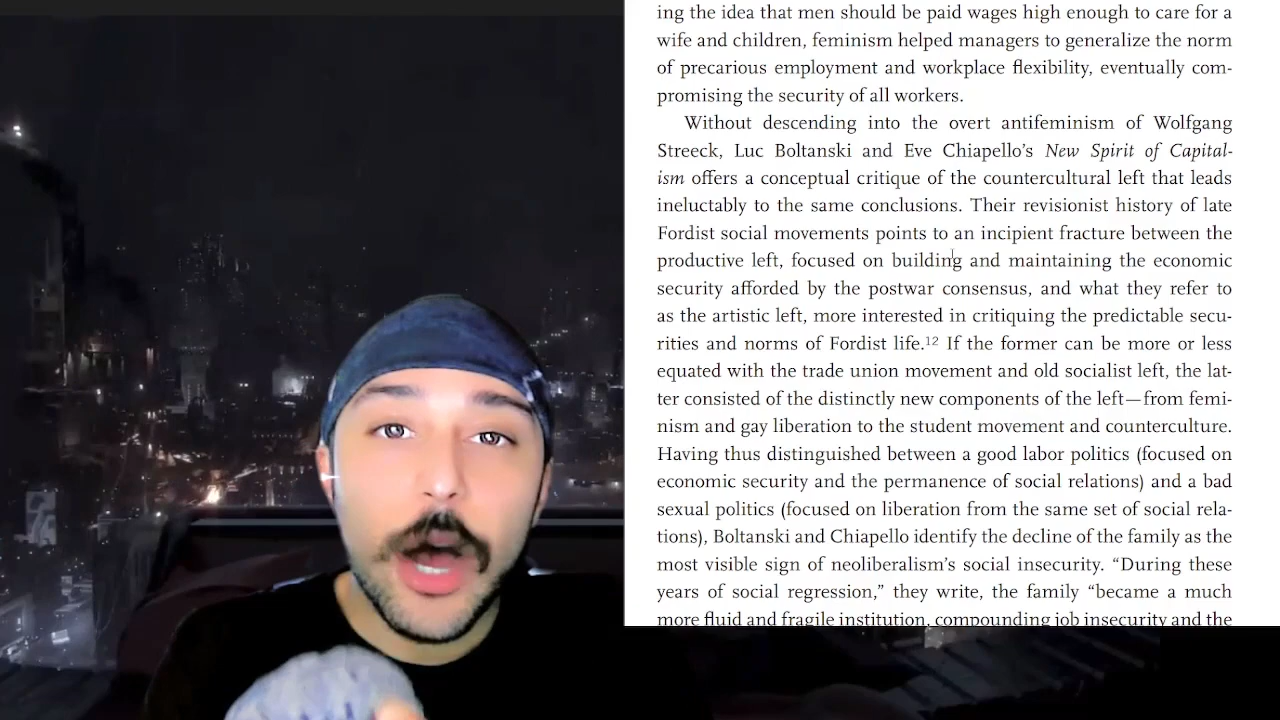 ing the idea that men should be paid wages high enough to care for a
wife and children, feminism helped managers to generalize the norm
of precarious employment and workplace flexibility, eventually com-
promising the security of all workers.
Without descending into the overt antifeminism of Wolfgang
Streeck, Luc Boltanski and Eve Chiapello’s New Spirit of Capital-
ism offers a conceptual critique of the countercultural left that leads
ineluctably to the same conclusions. Their revisionist history of late
Fordist social movements points to an incipient fracture between the
productive left, focused on building and maintaining the economic
security afforded by the postwar consensus, and what they refer to
as the artistic left, more interested in critiquing the predictable secu-
rities and norms of Fordist life.¹² If the former can be more or less
equated with the trade union movement and old socialist left, the lat-
ter consisted of the distinctly new components of the left—from femi-
nism and gay liberation to the student movement and counterculture.
Having thus distinguished between a good labor politics (focused on
economic security and the permanence of social relations) and a bad
sexual politics (focused on liberation from the same set of social rela-
tions), Boltanski and Chiapello identify the decline of the family as the
most visible sign of neoliberalism’s social insecurity. “During these
years of social regression,” they write, the family “became a much
more fluid and fragile institution, compounding job insecurity and the